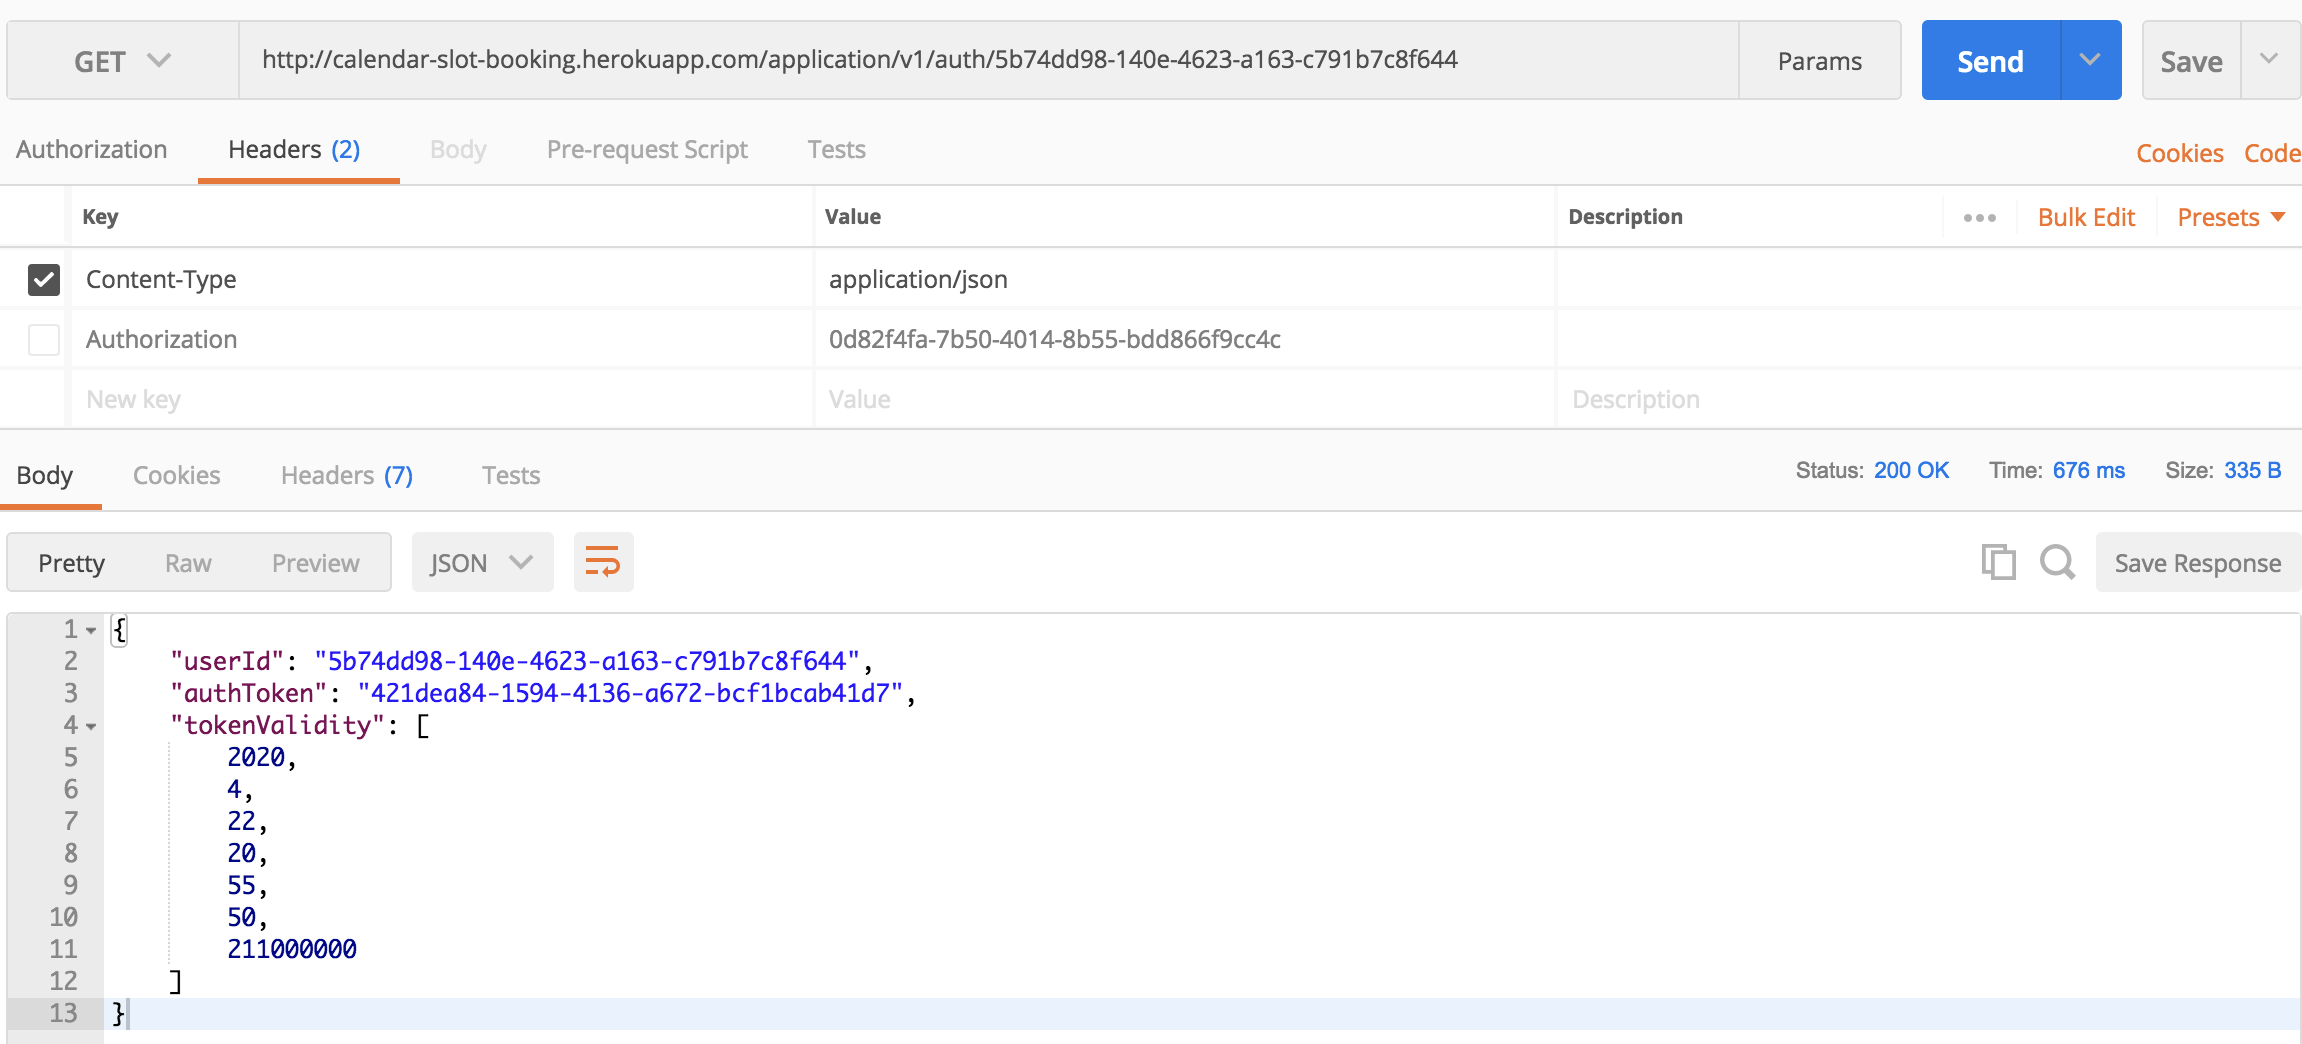 GET http://calendar-slot-booking.herokuapp.com/application/v1/auth/5b74dd98-140e-4623-a163-c791b7c8f644 Params Send Save
Authorization Headers (2) Body Pre-request Script Tests Cookies Code
Key Value Description Bulk Edit Presets
Content-Type application/json
Authorization 0d82f4fa-7b50-4014-8b55-bdd866f9cc4c
New key Value Description
Body Cookies Headers (7) Tests Status: 200 OK Time: 676 ms Size: 335 B
Pretty Raw Preview JSON Save Response
1 {
2 "userId": "5b74dd98-140e-4623-a163-c791b7c8f644",
3 "authToken": "421dea84-1594-4136-a672-bcf1bcab41d7",
4 "tokenValidity": [
5 2020,
6 4,
7 22,
8 20,
9 55,
10 50,
11 211000000
12 ]
13 }